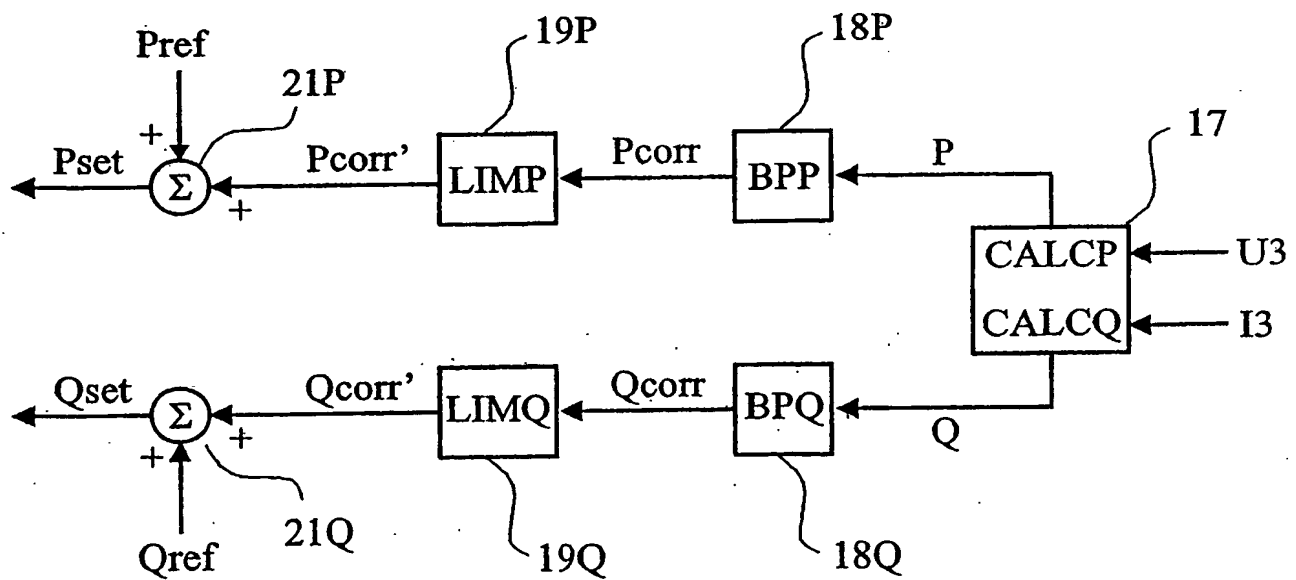 19P
18P
Pref
21P
17
+
Pset
Σ
Pcorr’
LIMP
Pcorr
BPP
P
+
CALCP
U3
CALCQ
I3
Qset
Σ
Qcorr’
LIMQ
Qcorr
BPQ
Q
+
+
21Q
Qref
19Q
18Q